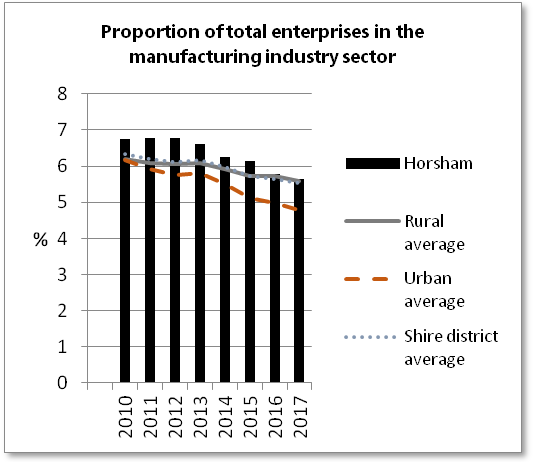 Proportion of total enterprises in the
manufacturing industry sector
8
7
6
5
4
3
2
1
0
%
2010
2011
2012
2013
2014
2015
2016
2017
Horsham
Rural
average
Urban
average
Shire district
average